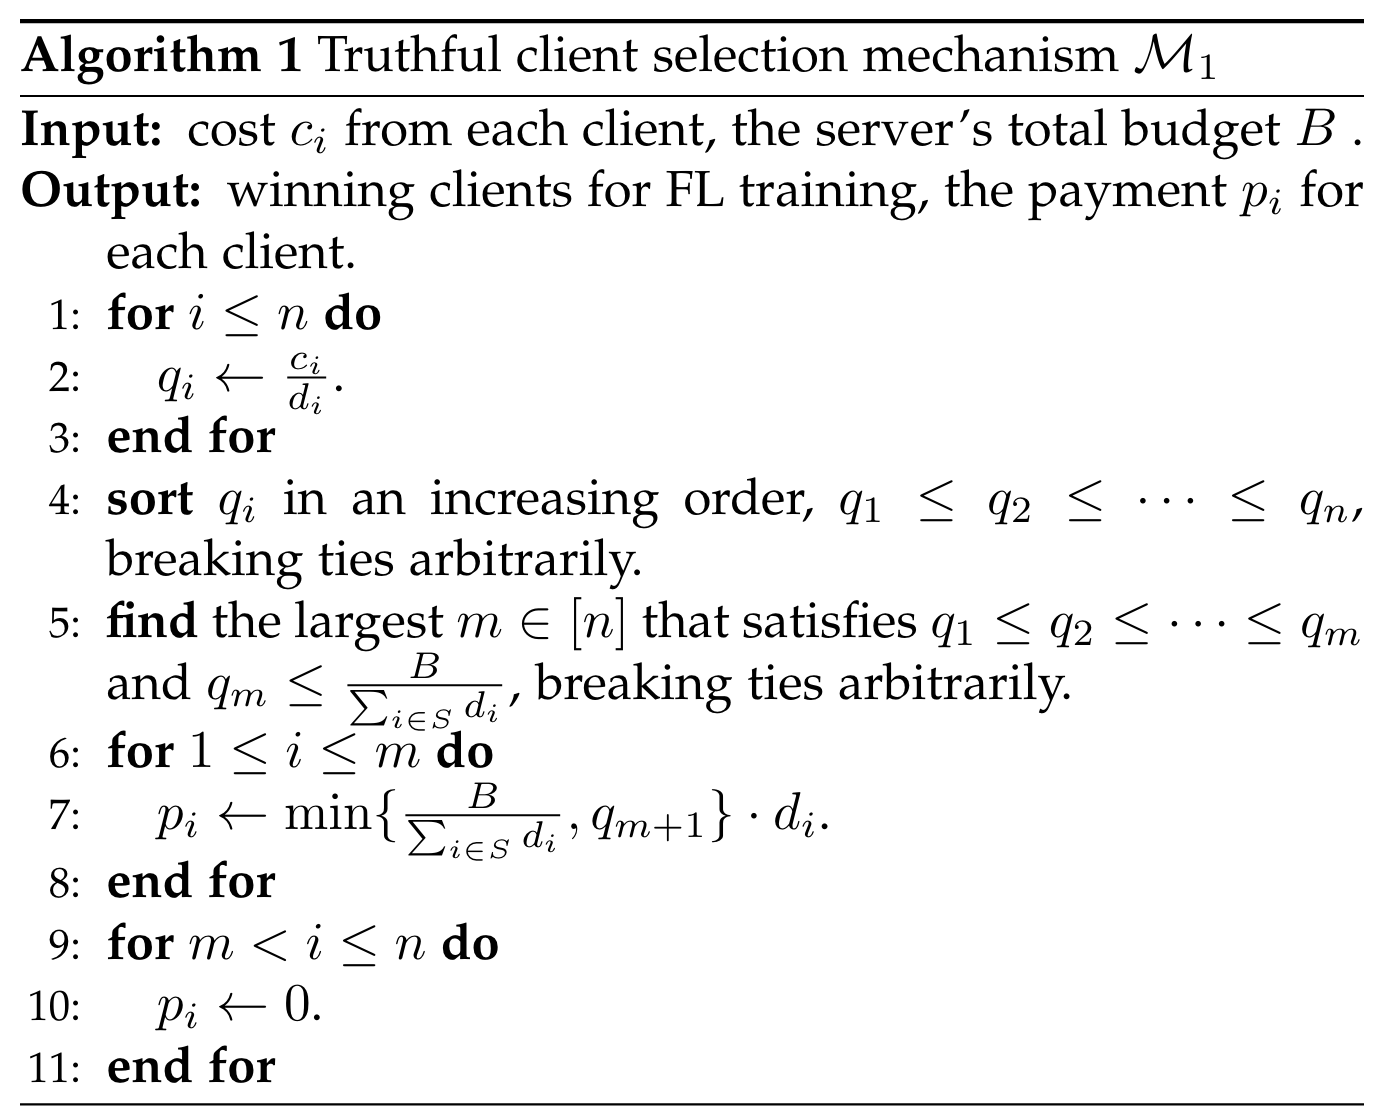 Algorithm 1 Truthful client selection mechanism $\mathcal{M}_1$
Input: cost $c_i$ from each client, the server's total budget $B$ .
Output: winning clients for FL training, the payment $p_i$ for
each client.
1: for $i \leq n$ do
2: $q_i \leftarrow \frac{c_i}{d_i}$.
3: end for
4: sort $q_i$ in an increasing order, $q_1 \leq q_2 \leq \cdots \leq q_n$,
breaking ties arbitrarily.
5: find the largest $m \in [n]$ that satisfies $q_1 \leq q_2 \leq \cdots \leq q_m$
and $q_m \leq \frac{B}{\sum_{i \in S} d_i}$, breaking ties arbitrarily.
6: for $1 \leq i \leq m$ do
7: $p_i \leftarrow \min\{\frac{B}{\sum_{i \in S} d_i}, q_{m+1}\} \cdot d_i$.
8: end for
9: for $m < i \leq n$ do
10: $p_i \leftarrow 0$.
11: end for